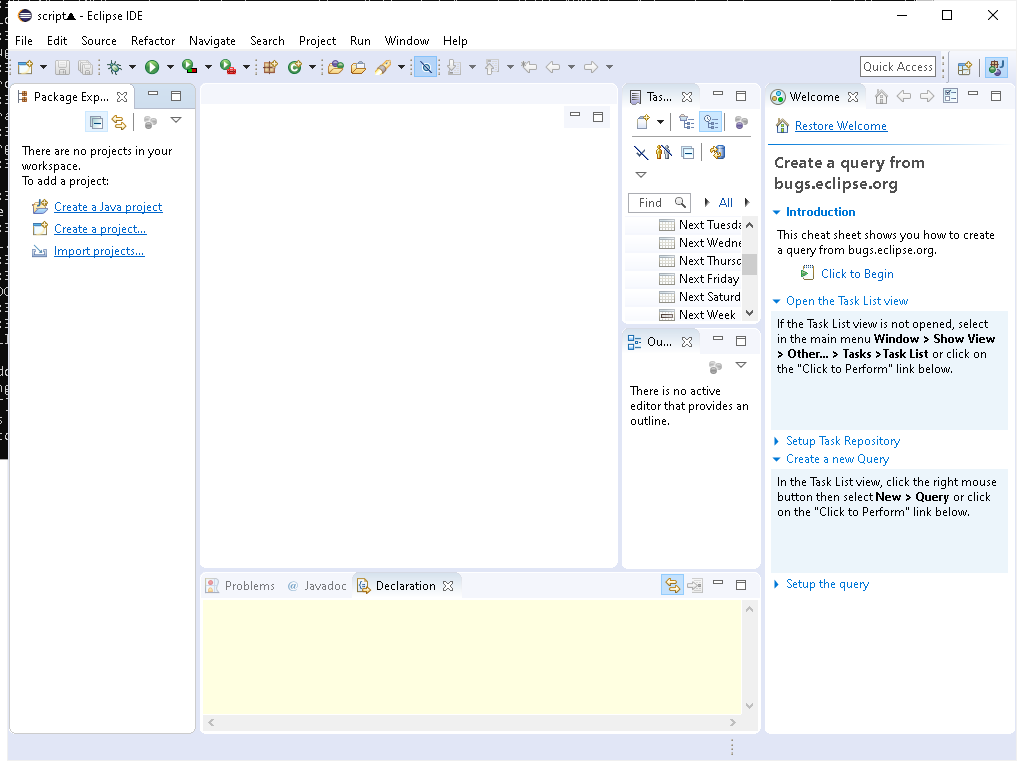 script▲ - Eclipse IDE
File Edit Source Refactor Navigate Search Project Run Window Help
Quick Access
Package Exp...
There are no projects in your
workspace.
To add a project:
Create a Java project
Create a project...
Import projects...
Tas...
Find
All
Next Tuesda
Next Wedne
Next Thursd
Next Friday
Next Saturd
Next Week
Ou...
There is no active
editor that provides an
outline.
Welcome
Restore Welcome
Create a query from
bugs.eclipse.org
Introduction
This cheat sheet shows you how to create
a query from bugs.eclipse.org.
Click to Begin
Open the Task List view
If the Task List view is not opened, select
in the main menu Window > Show View
> Other... > Tasks >Task List or click on
the "Click to Perform" link below.
Setup Task Repository
Create a new Query
In the Task List view, click the right mouse
button then select New > Query or click
on the "Click to Perform" link below.
Setup the query
Problems @ Javadoc Declaration